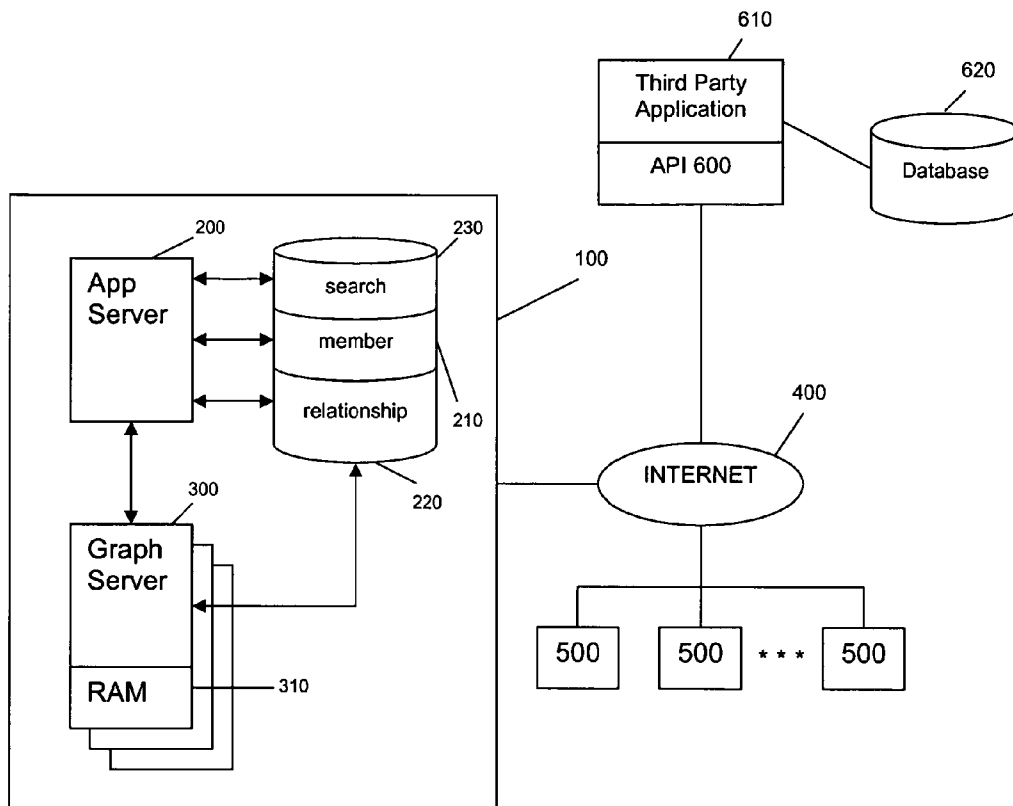 610
Third Party
Application
API 600
620
Database
200
App
Server
230
search
member
relationship
210
220
100
400
INTERNET
300
Graph
Server
RAM
310
500
500
* * *
500